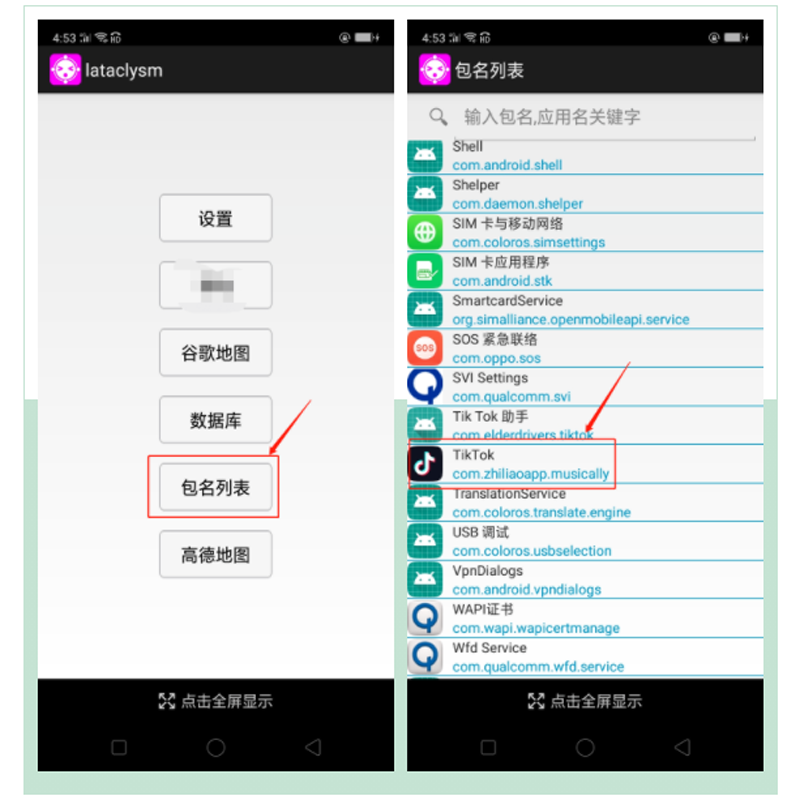 4:53
lataclysm
设置
谷歌地图
数据库
包名列表
高德地图
点击全屏显示
4:53
包名列表
输入包名,应用名关键字
Shell
com.android.shell
Shelper
com.daemon.shelper
SIM 卡与移动网络
com.coloros.simsettings
SIM 卡应用程序
com.android.stk
SmartcardService
org.simalliance.openmobileapi.service
SOS
SOS 紧急联络
com.oppo.sos
SVI Settings
com.qualcomm.svi
Tik Tok 助手
com.elderdrivers.tiktok
TikTok
com.zhiliaoapp.musically
TranslationService
com.coloros.translate.engine
USB 调试
com.coloros.usbselection
VpnDialogs
com.android.vpndialogs
WAPI证书
com.wapi.wapicertmanage
Wfd Service
com.qualcomm.wfd.service
点击全屏显示